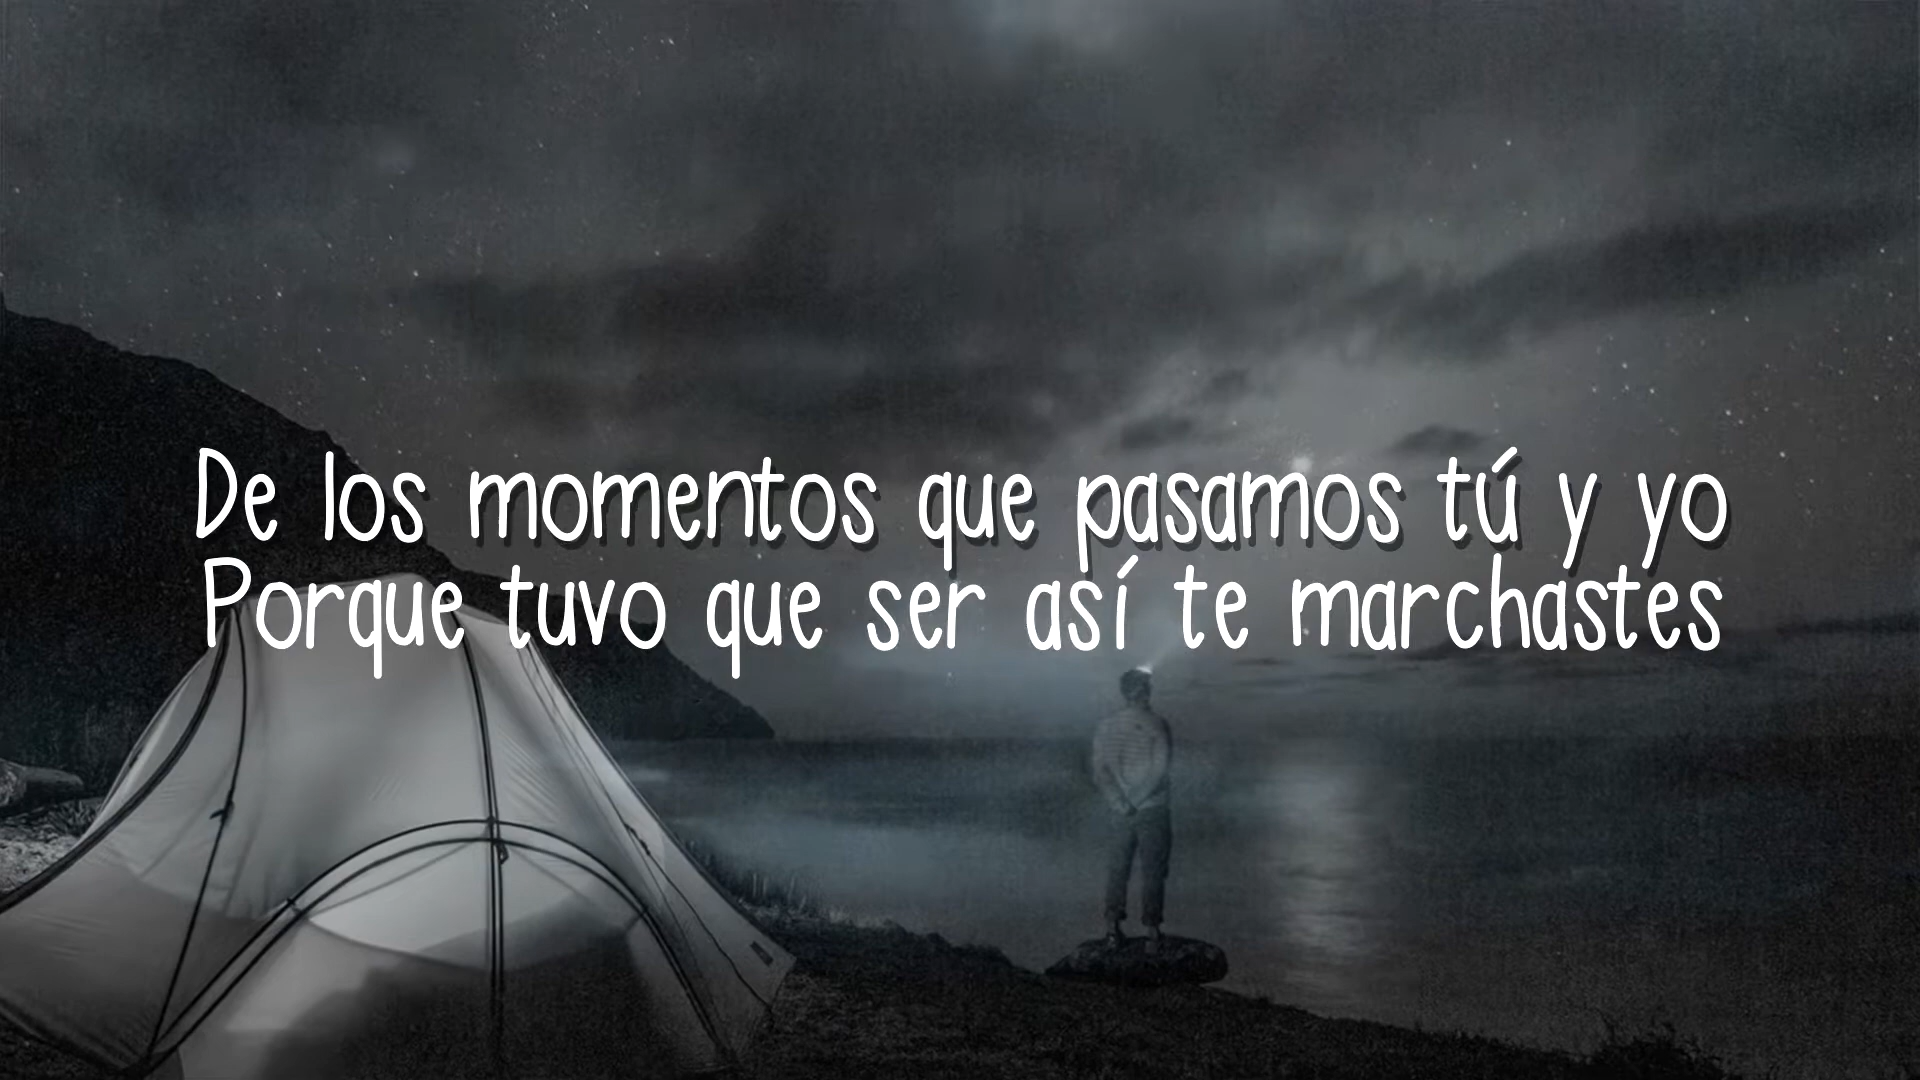 De los momentos que pasamos tú y yo
Porque tuvo que ser así te marchastes